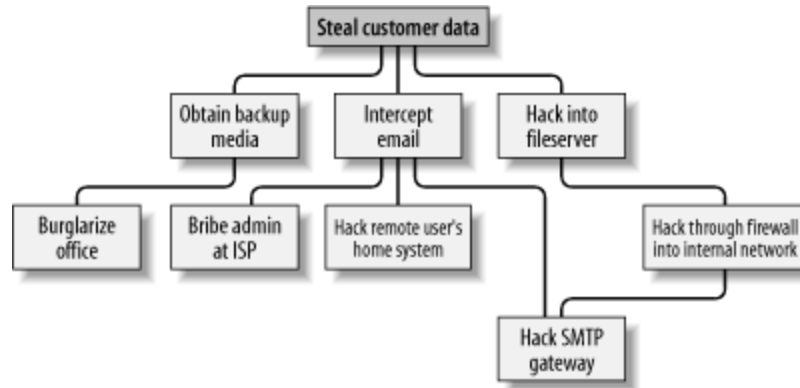 Steal customer data
Obtain backup
media
Intercept
email
Hack into
fileserver
Burglarize
office
Bribe admin
at ISP
Hack remote user's
home system
Hack through firewall
into internal network
Hack SMTP
gateway